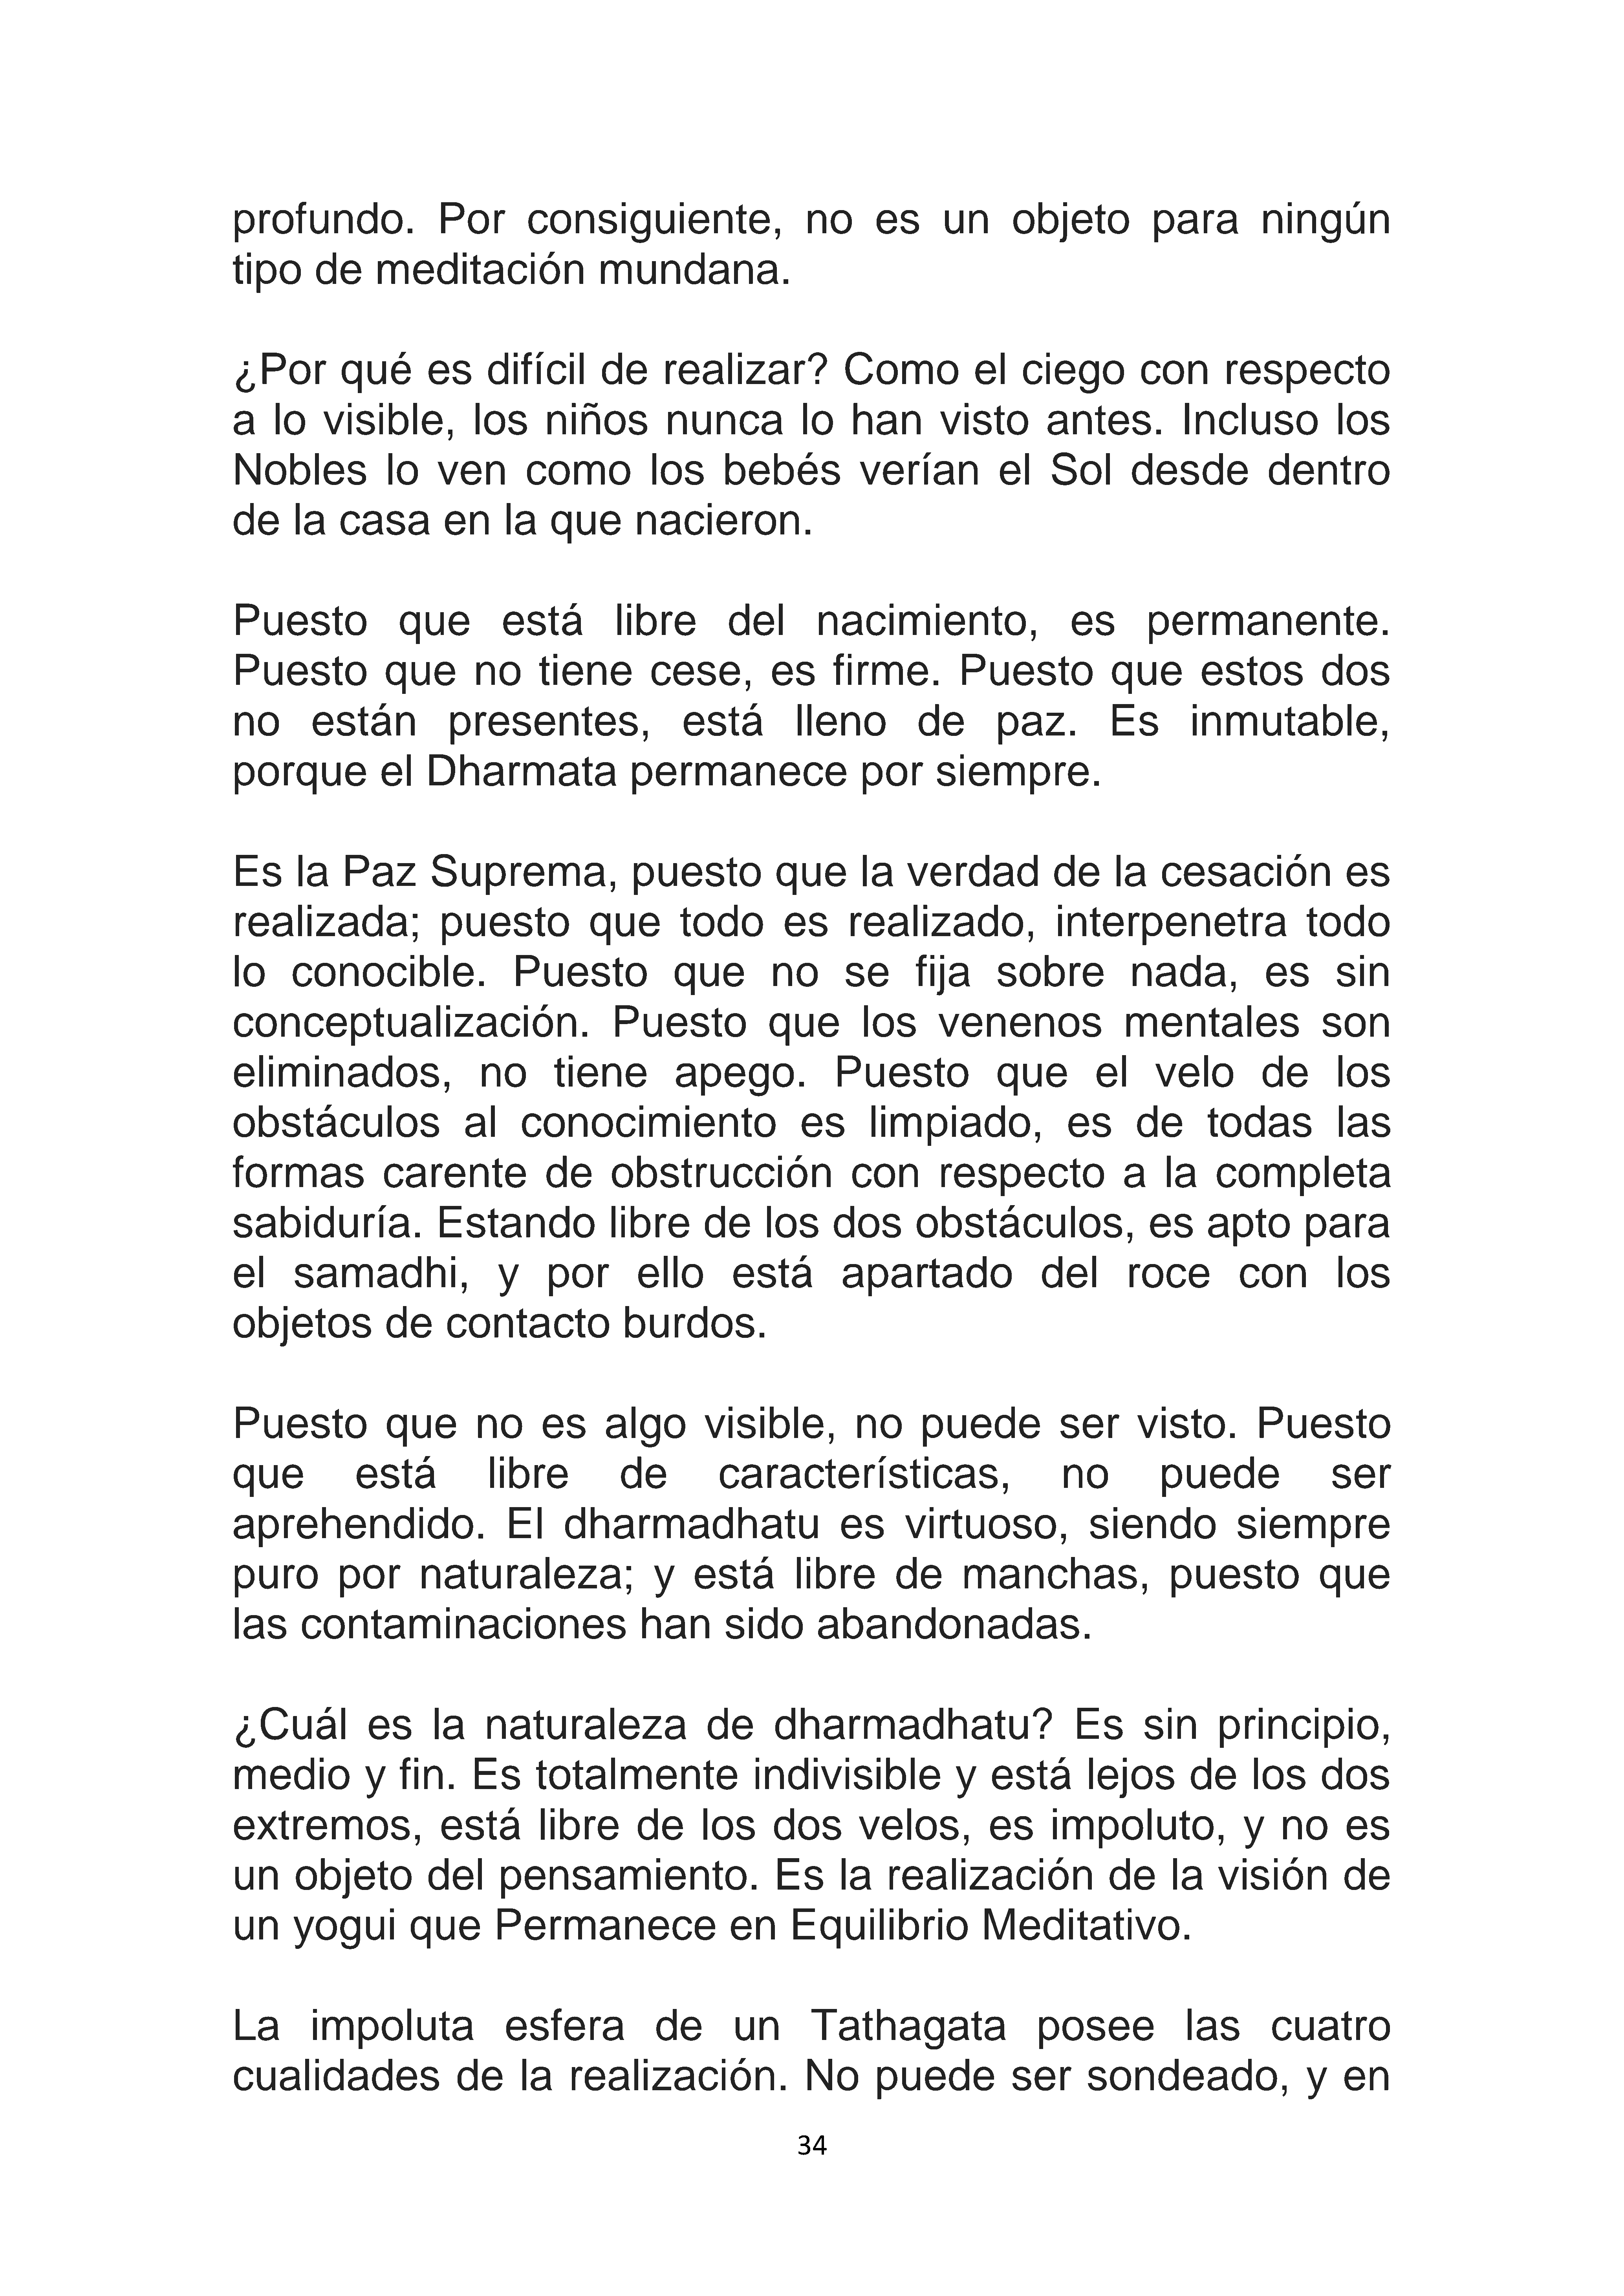 profundo. Por consiguiente, no es un objeto para ningún
tipo de meditación mundana.
¿Por qué es difícil de realizar? Como el ciego con respecto
a lo visible, los niños nunca lo han visto antes. Incluso los
Nobles lo ven como los bebés verían el Sol desde dentro
de la casa en la que nacieron.
Puesto que está libre del nacimiento, es permanente.
Puesto que no tiene cese, es firme. Puesto que estos dos
no están presentes, está lleno de paz. Es inmutable,
porque el Dharmata permanece por siempre.
Es la Paz Suprema, puesto que la verdad de la cesación es
realizada; puesto que todo es realizado, interpenetra todo
lo conocible. Puesto que no se fija sobre nada, es sin
conceptualización. Puesto que los venenos mentales son
eliminados, no tiene apego. Puesto que el velo de los
obstáculos al conocimiento es limpiado, es de todas las
formas carente de obstrucción con respecto a la completa
sabiduría. Estando libre de los dos obstáculos, es apto para
el samadhi, y por ello está apartado del roce con los
objetos de contacto burdos.
Puesto que no es algo visible, no puede ser visto. Puesto
que está libre de características, no puede ser
aprehendido. El dharmadhatu es virtuoso, siendo siempre
puro por naturaleza; y está libre de manchas, puesto que
las contaminaciones han sido abandonadas.
¿Cuál es la naturaleza de dharmadhatu? Es sin principio,
medio y fin. Es totalmente indivisible y está lejos de los dos
extremos, está libre de los dos velos, es impoluto, y no es
un objeto del pensamiento. Es la realización de la visión de
un yogui que Permanece en Equilibrio Meditativo.
La impoluta esfera de un Tathagata posee las cuatro
cualidades de la realización. No puede ser sondeado, y en
34